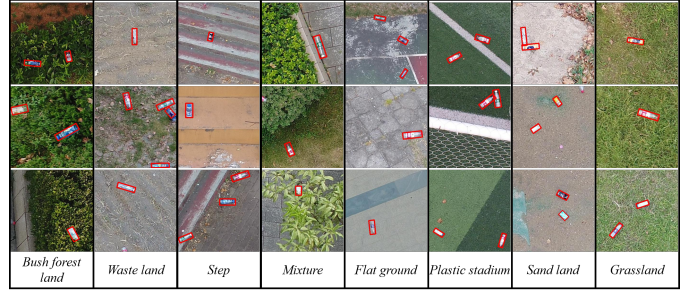 Bush forest land
Waste land
Step
Mixture
Flat ground
Plastic stadium
Sand land
Grassland